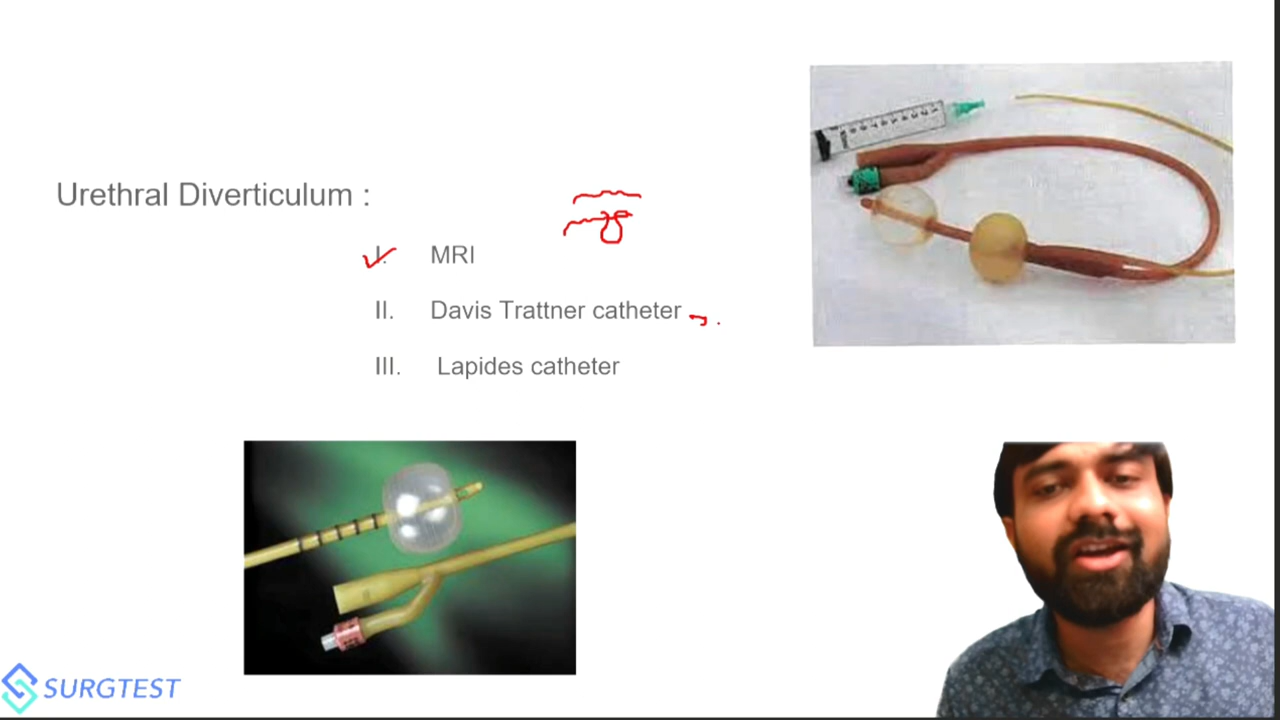 Urethral Diverticulum :
I. MRI
II. Davis Trattner catheter
III. Lapides catheter
SURGTEST